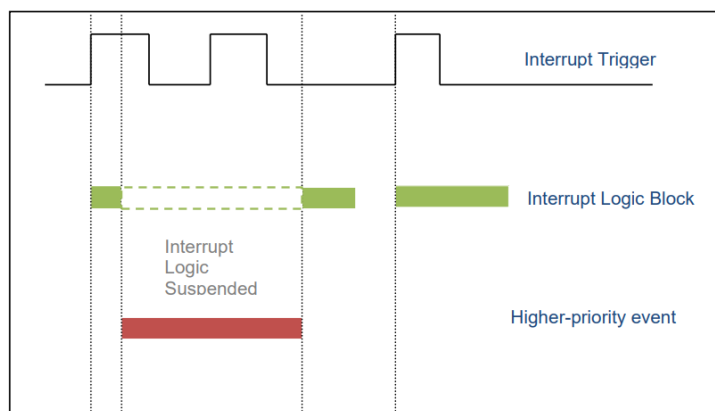 Interrupt Trigger
Interrupt Logic Block
Interrupt
Logic
Suspended
Higher-priority event